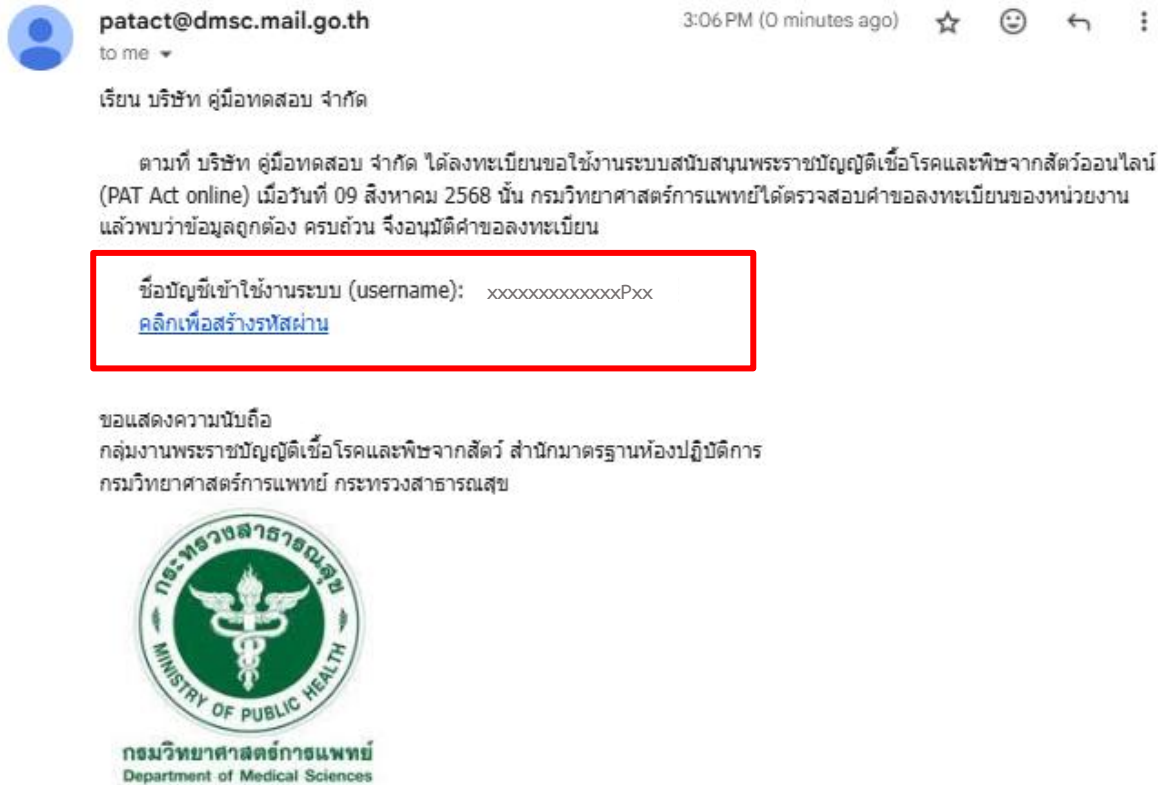 patact@dmsc.mail.go.th
3:06 PM (0 minutes ago)
to me
เรียน บริษัท คู่มือทดสอบ จำกัด
ตามที่ บริษัท คู่มือทดสอบ จำกัด ได้ลงทะเบียนขอใช้งานระบบสนับสนุนพระราชบัญญัติเชื้อโรคและพิษจากสัตว์ออนไลน์
(PAT Act online) เมื่อวันที่ 09 สิงหาคม 2568 นั้น กรมวิทยาศาสตร์การแพทย์ได้ตรวจสอบคำขอลงทะเบียนของหน่วยงาน
แล้วพบว่าข้อมูลถูกต้อง ครบถ้วน จึงอนุมัติคำขอลงทะเบียน
ชื่อบัญชีเข้าใช้งานระบบ (username): xxxxxxxxxxxxxPxx
คลิกเพื่อสร้างรหัสผ่าน
ขอแสดงความนับถือ
กลุ่มงานพระราชบัญญัติเชื้อโรคและพิษจากสัตว์ สำนักมาตรฐานห้องปฏิบัติการ
กรมวิทยาศาสตร์การแพทย์ กระทรวงสาธารณสุข
กระทรวงสาธารณสุข
MINISTRY OF PUBLIC HEALTH
กรมวิทยาศาสตร์การแพทย์
Department of Medical Sciences